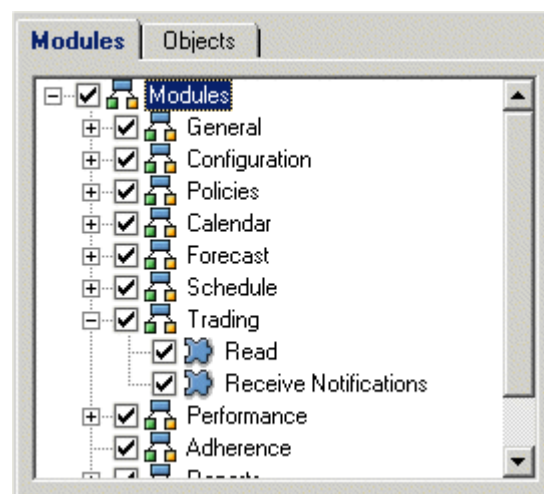 Modules Objects
Modules
General
Configuration
Policies
Calendar
Forecast
Schedule
Trading
Read
Receive Notifications
Performance
Adherence